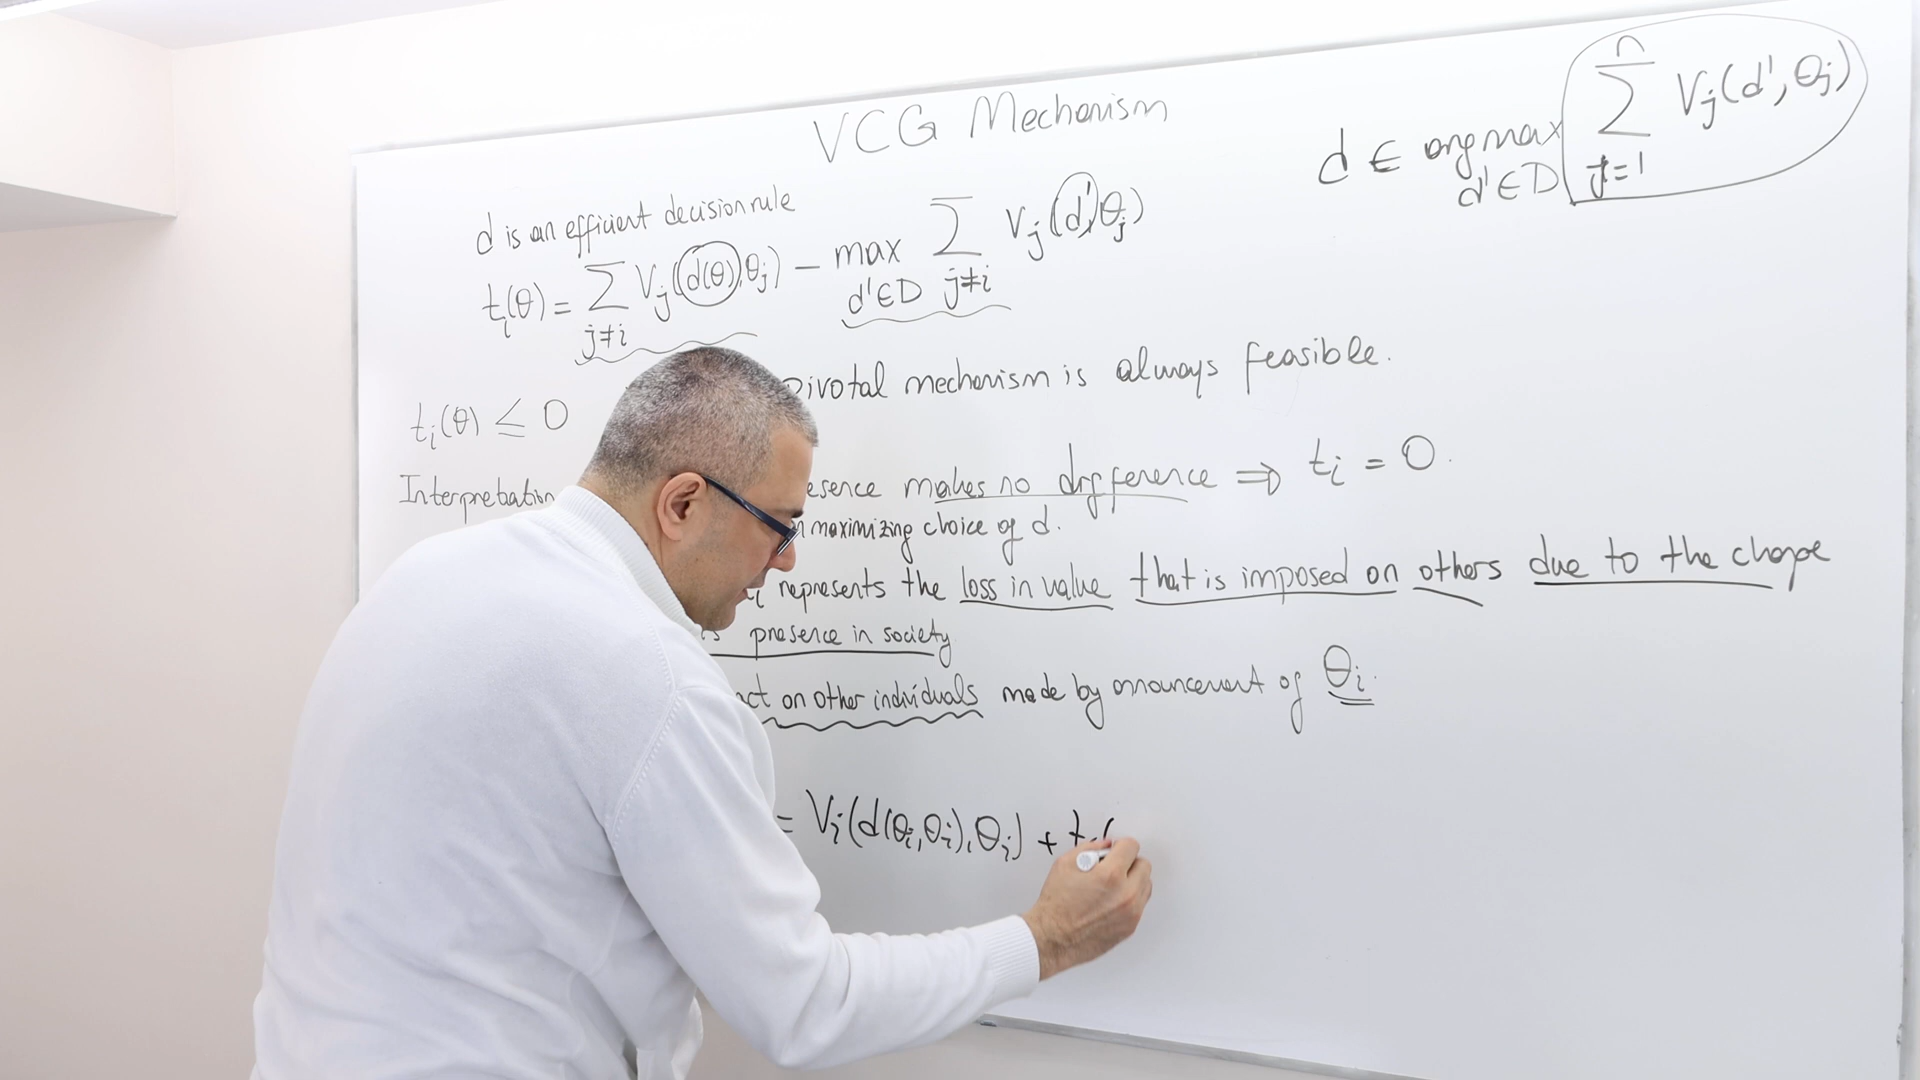 VCG Mechanism
d ∈ argmax d'∈D ∑ j=1 n Vj(d', θj)
d is an efficient decision rule
ti(θ) = ∑ j≠i Vj(d(θ), θj) − max d'∈D ∑ j≠i Vj(d', θj)
pivotal mechanism is always feasible.
ti(θ) ≤ 0
Interpretation makes no difference ⇒ ti = 0.
maximizing choice of d.
represents the loss in value that is imposed on others due to the change
presence in society
on other individuals made by announcement of θi.
= Vi(d(θi, θi), θi) + ti(